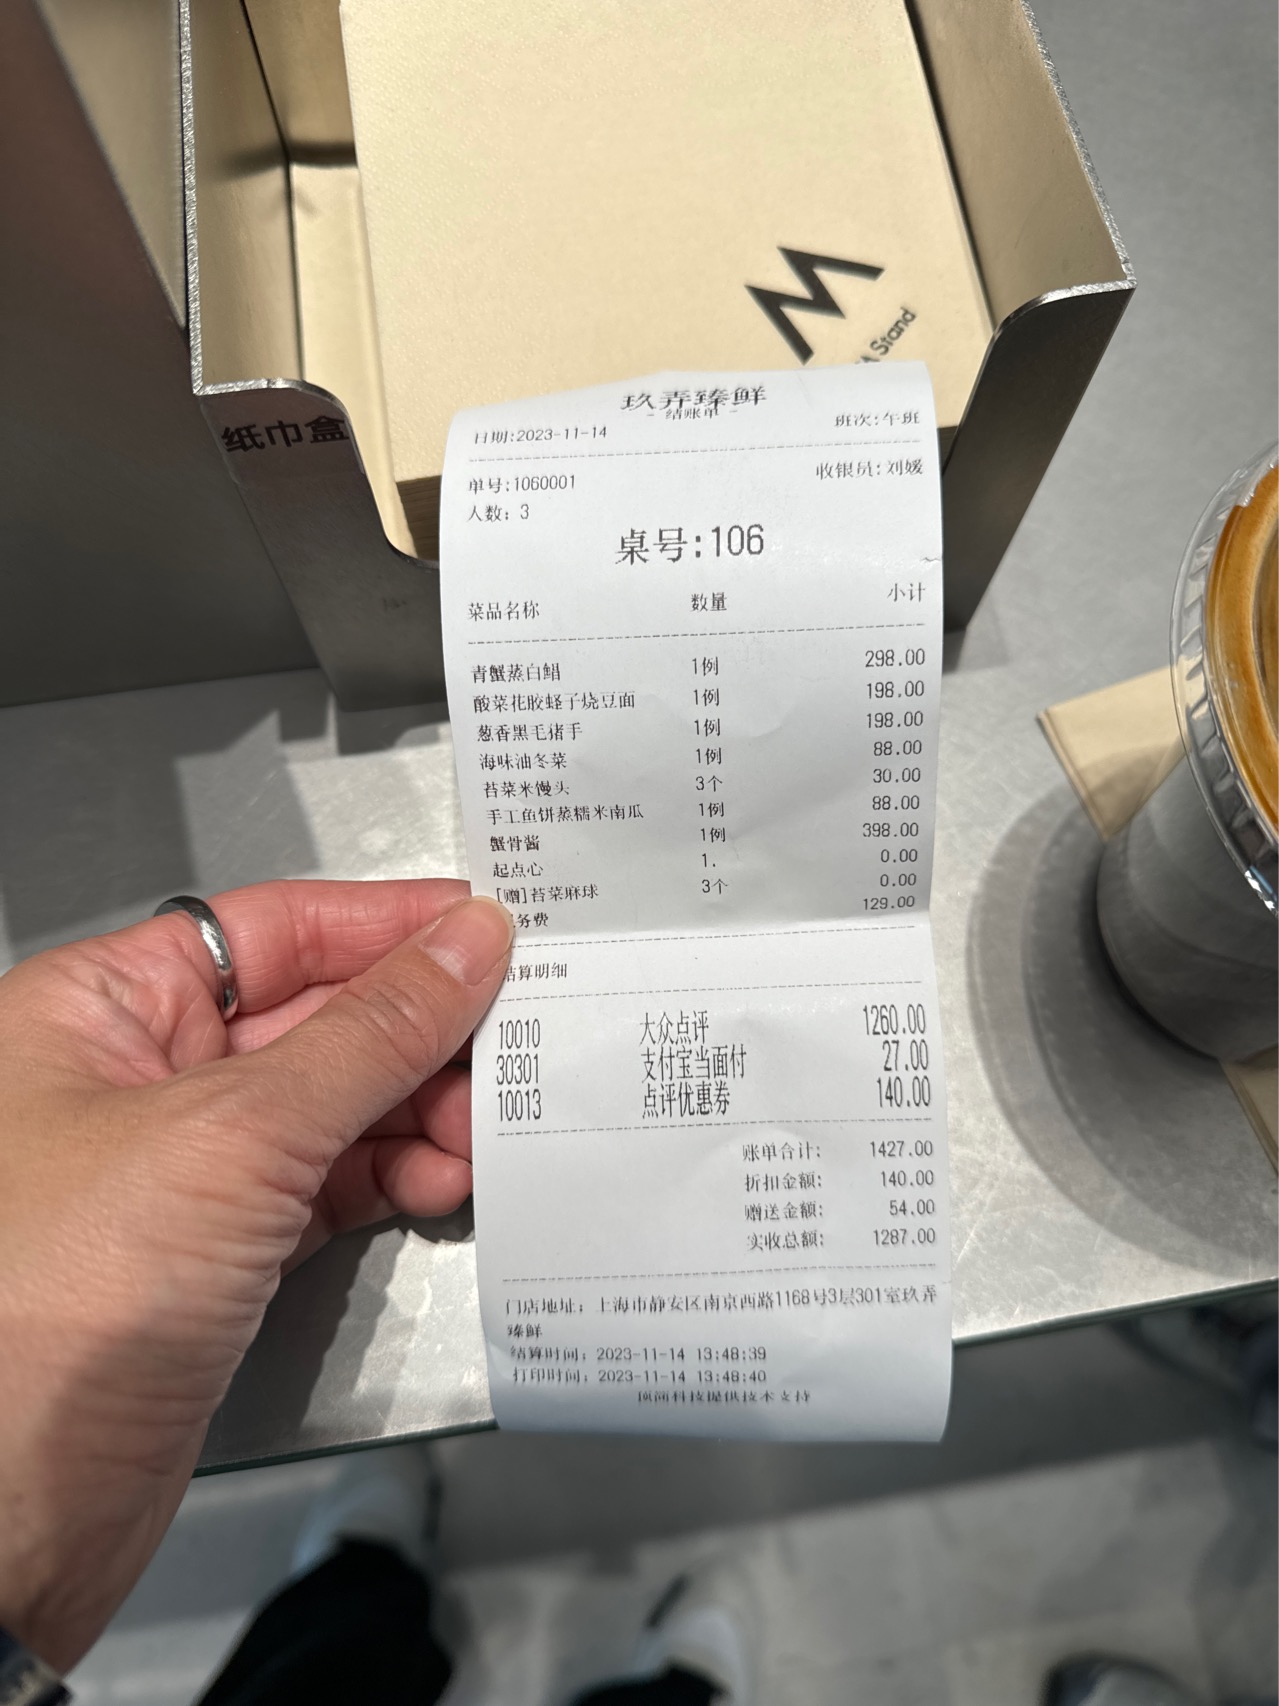 M
Stand
纸巾盒
玖弄臻鲜
- 结账单 -
日期:2023-11-14 班次:午班
单号:1060001 收银员:刘媛
人数: 3
桌号:106
菜品名称 数量 小计
青蟹蒸白鲳 1例 298.00
酸菜花胶蛏子烧豆面 1例 198.00
葱香黑毛猪手 1例 198.00
海味油冬菜 1例 88.00
苔菜米馒头 3个 30.00
手工鱼饼蒸糯米南瓜 1例 88.00
蟹骨酱 1例 398.00
起点心 1. 0.00
[赠]苔菜麻球 3个 0.00
务费 129.00
结算明细
10010 大众点评 1260.00
30301 支付宝当面付 27.00
10013 点评优惠券 140.00
账单合计: 1427.00
折扣金额: 140.00
赠送金额: 54.00
实收总额: 1287.00
门店地址: 上海市静安区南京西路1168号3层301室玖弄
臻鲜
结算时间: 2023-11-14 13:48:39
打印时间: 2023-11-14 13:48:40
科技提供技术支持